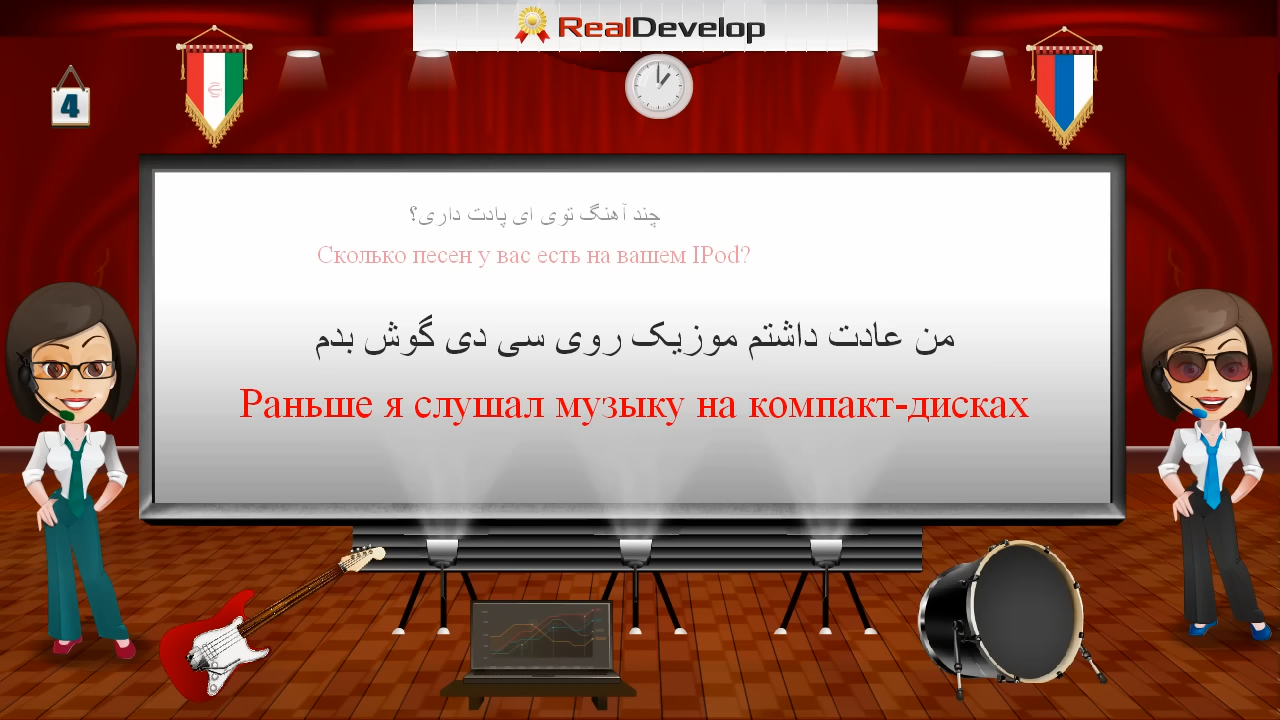 RealDevelop
4
چند آهنگ توی ای پادت داری؟
Сколько песен у вас есть на вашем IPod?
من عادت داشتم موزیک روی سی دی گوش بدم
Раньше я слушал музыку на компакт-дисках